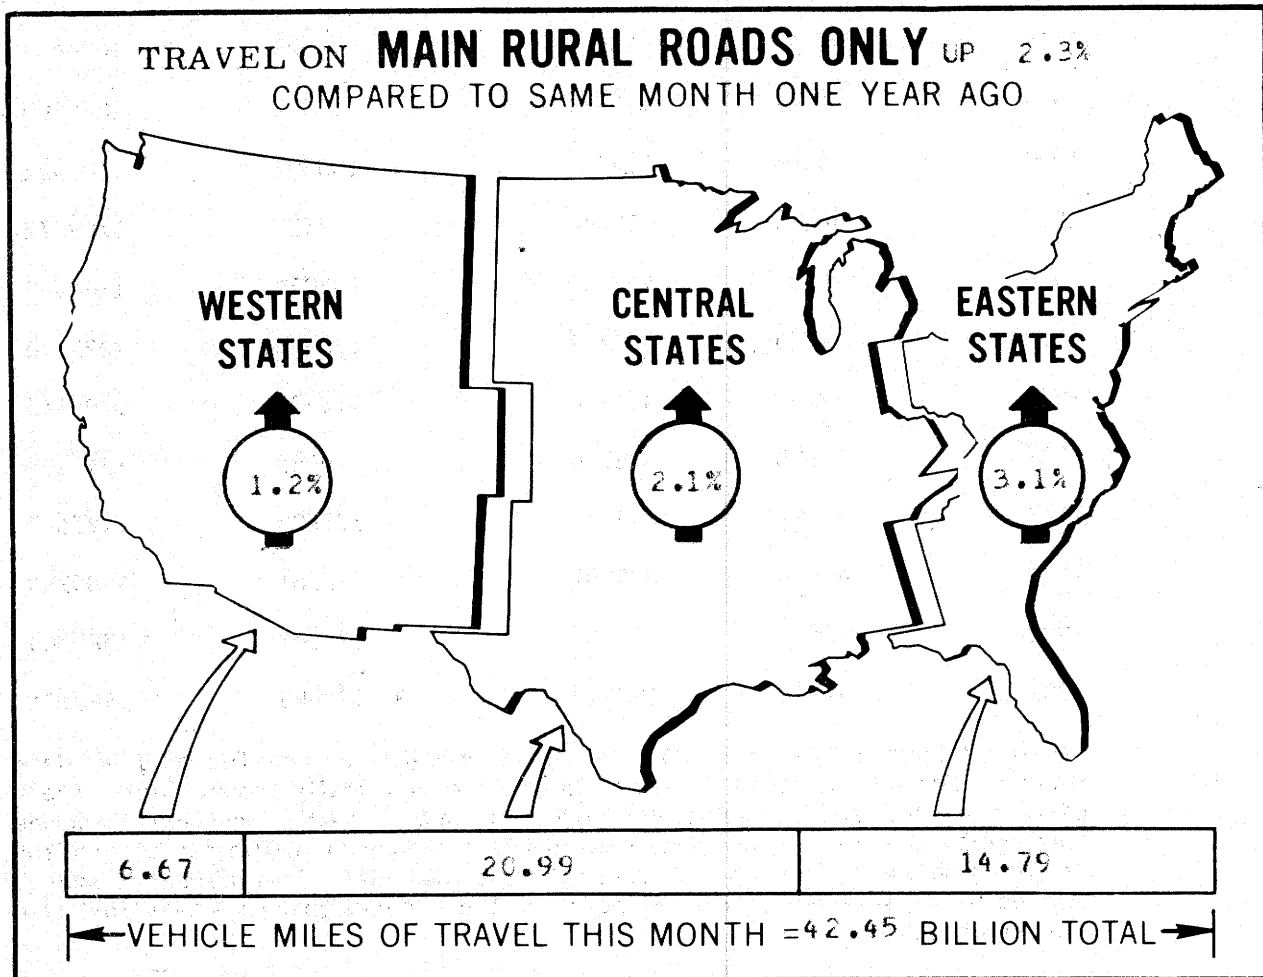 TRAVEL ON MAIN RURAL ROADS ONLY UP 2.3%
COMPARED TO SAME MONTH ONE YEAR AGO
WESTERN
STATES
1.2%
CENTRAL
STATES
2.1%
EASTERN
STATES
3.1%
6.67 20.99 14.79
VEHICLE MILES OF TRAVEL THIS MONTH =42.45 BILLION TOTAL